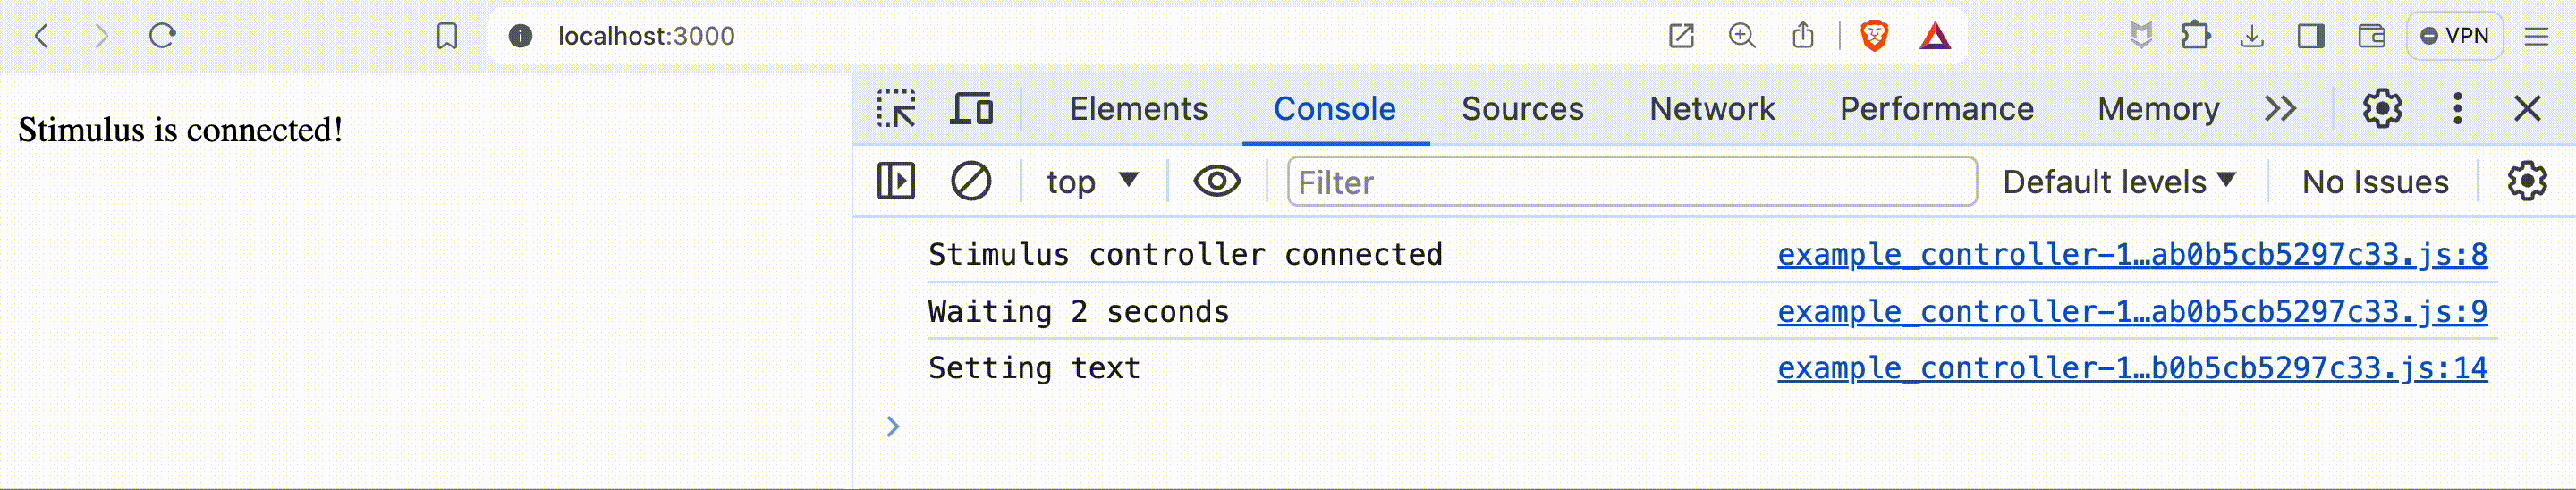 localhost:3000
VPN
Stimulus is connected!
Elements Console Sources Network Performance Memory
top Filter Default levels No Issues
Stimulus controller connected example_controller-1…ab0b5cb5297c33.js:8
Waiting 2 seconds example_controller-1…ab0b5cb5297c33.js:9
Setting text example_controller-1…b0b5cb5297c33.js:14